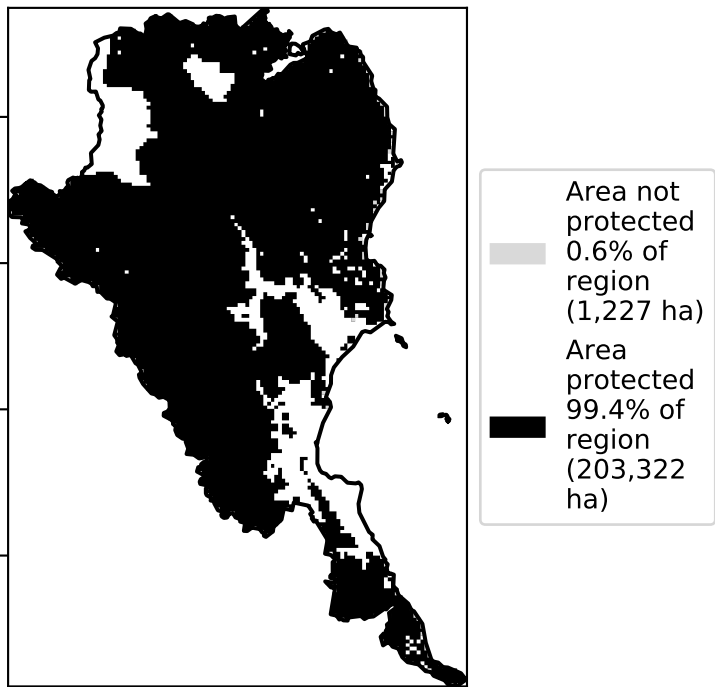 Area not
protected
0.6% of
region
(1,227 ha)
Area
protected
99.4% of
region
(203,322
ha)